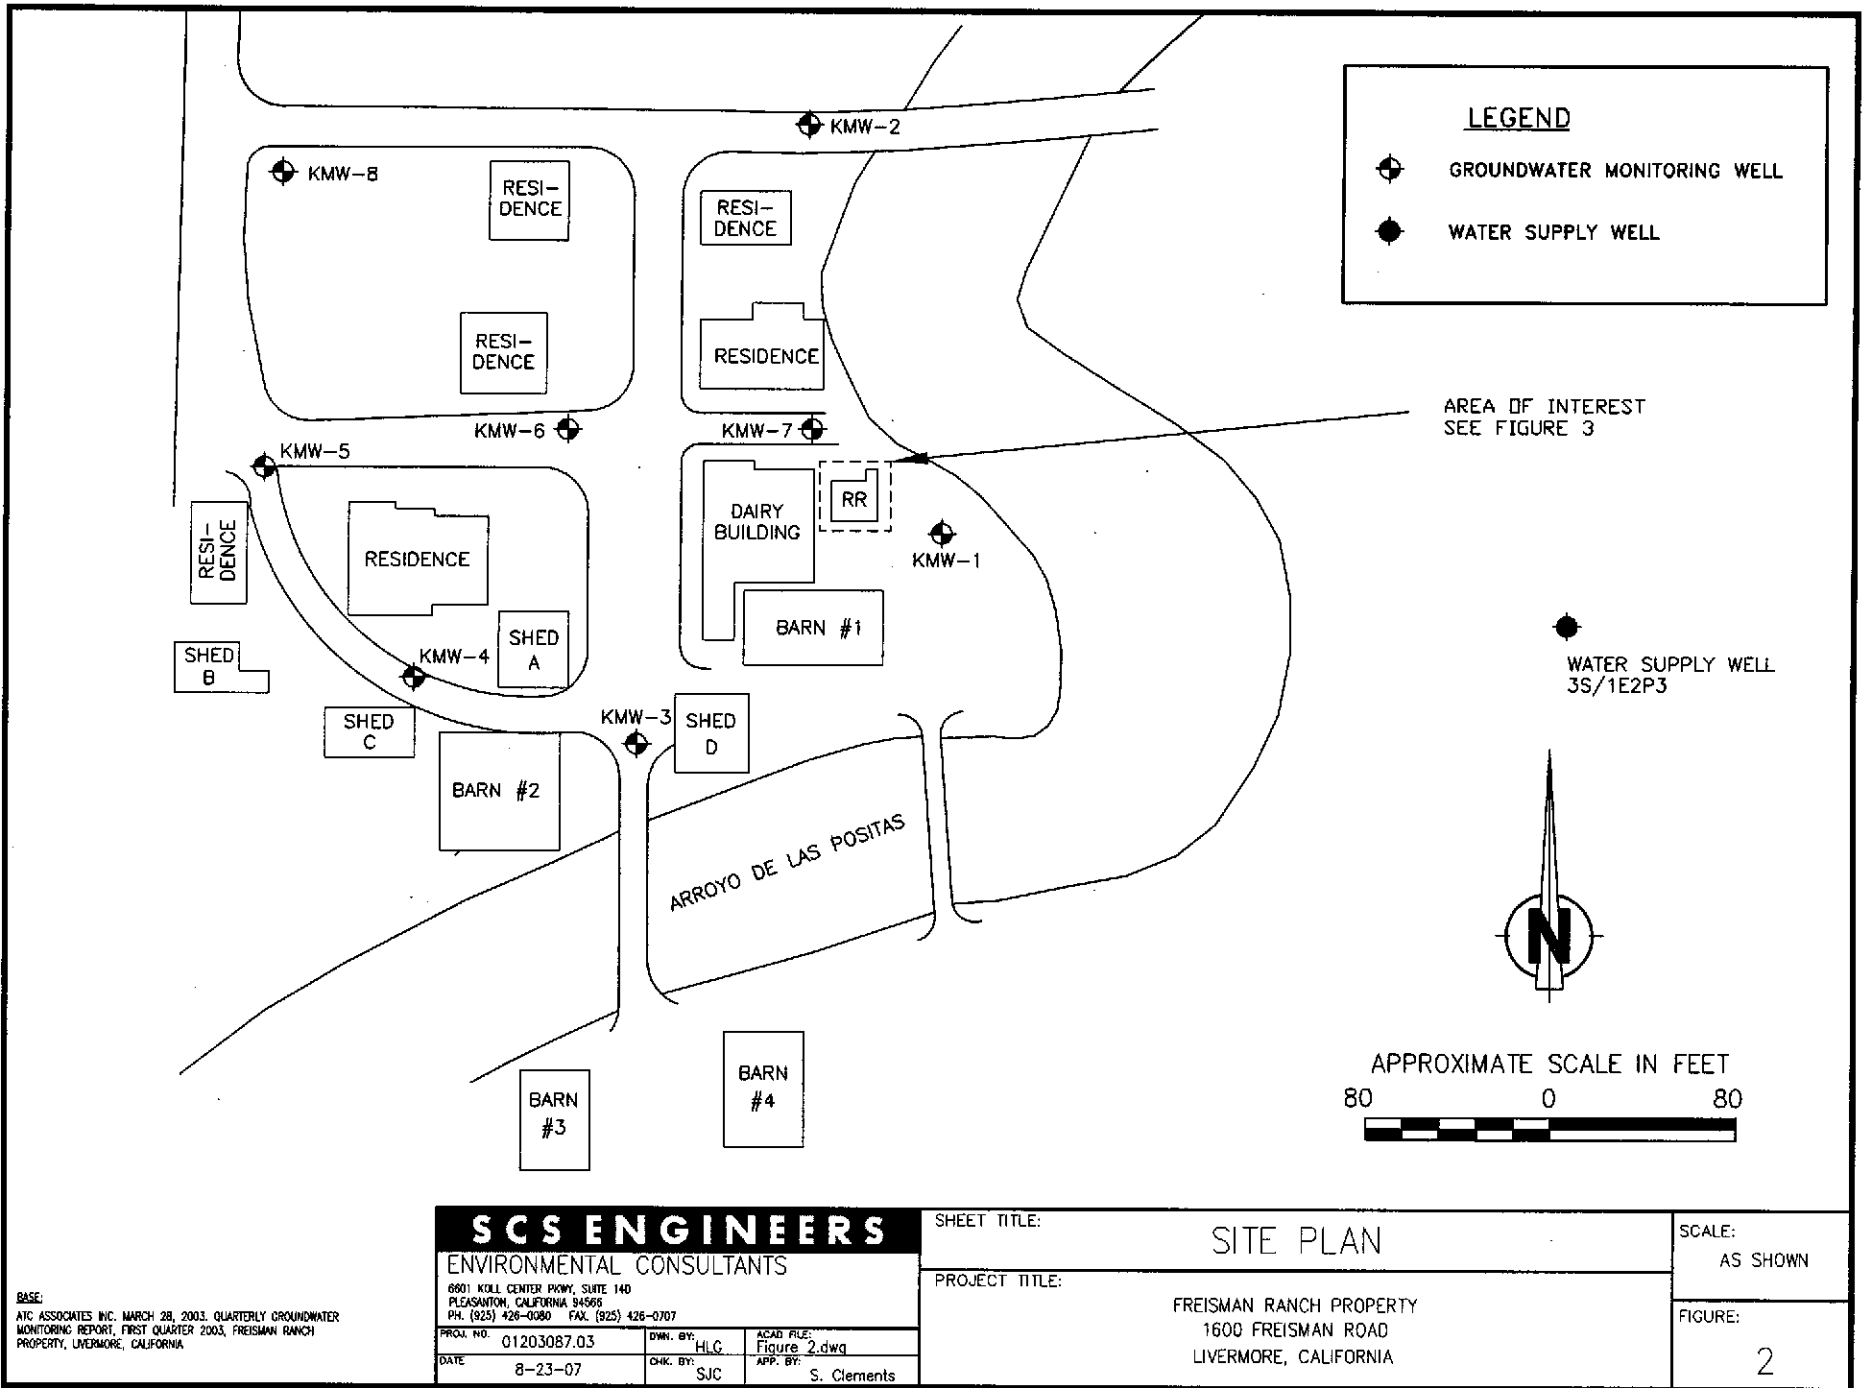 KMW-2
LEGEND
GROUNDWATER MONITORING WELL
WATER SUPPLY WELL
KMW-8
RESI-
DENCE
RESI-
DENCE
RESI-
DENCE
RESIDENCE
AREA OF INTEREST
SEE FIGURE 3
KMW-6
KMW-7
KMW-5
RR
DAIRY
BUILDING
RESI-
DENCE
RESIDENCE
KMW-1
BARN #1
SHED
A
SHED
B
KMW-4
WATER SUPPLY WELL
3S/1E2P3
SHED
C
KMW-3
SHED
D
BARN #2
ARROYO DE LAS POSITAS
N
BARN
#3
BARN
#4
APPROXIMATE SCALE IN FEET
80 0 80
BASE:
ATC ASSOCIATES INC. MARCH 28, 2003. QUARTERLY GROUNDWATER
MONITORING REPORT, FIRST QUARTER 2003, FREISMAN RANCH
PROPERTY, LIVERMORE, CALIFORNIA
SCS ENGINEERS
ENVIRONMENTAL CONSULTANTS
6601 KOLL CENTER PKWY, SUITE 140
PLEASANTON, CALIFORNIA 94566
PH. (925) 426-0080 FAX. (925) 426-0707
PROJ. NO. 01203087.03
DWN. BY: HLG
ACAD FILE: Figure 2.dwg
DATE 8-23-07
CHK. BY: SJC
APP. BY: S. Clements
SHEET TITLE:
SITE PLAN
PROJECT TITLE:
FREISMAN RANCH PROPERTY
1600 FREISMAN ROAD
LIVERMORE, CALIFORNIA
SCALE:
AS SHOWN
FIGURE:
2